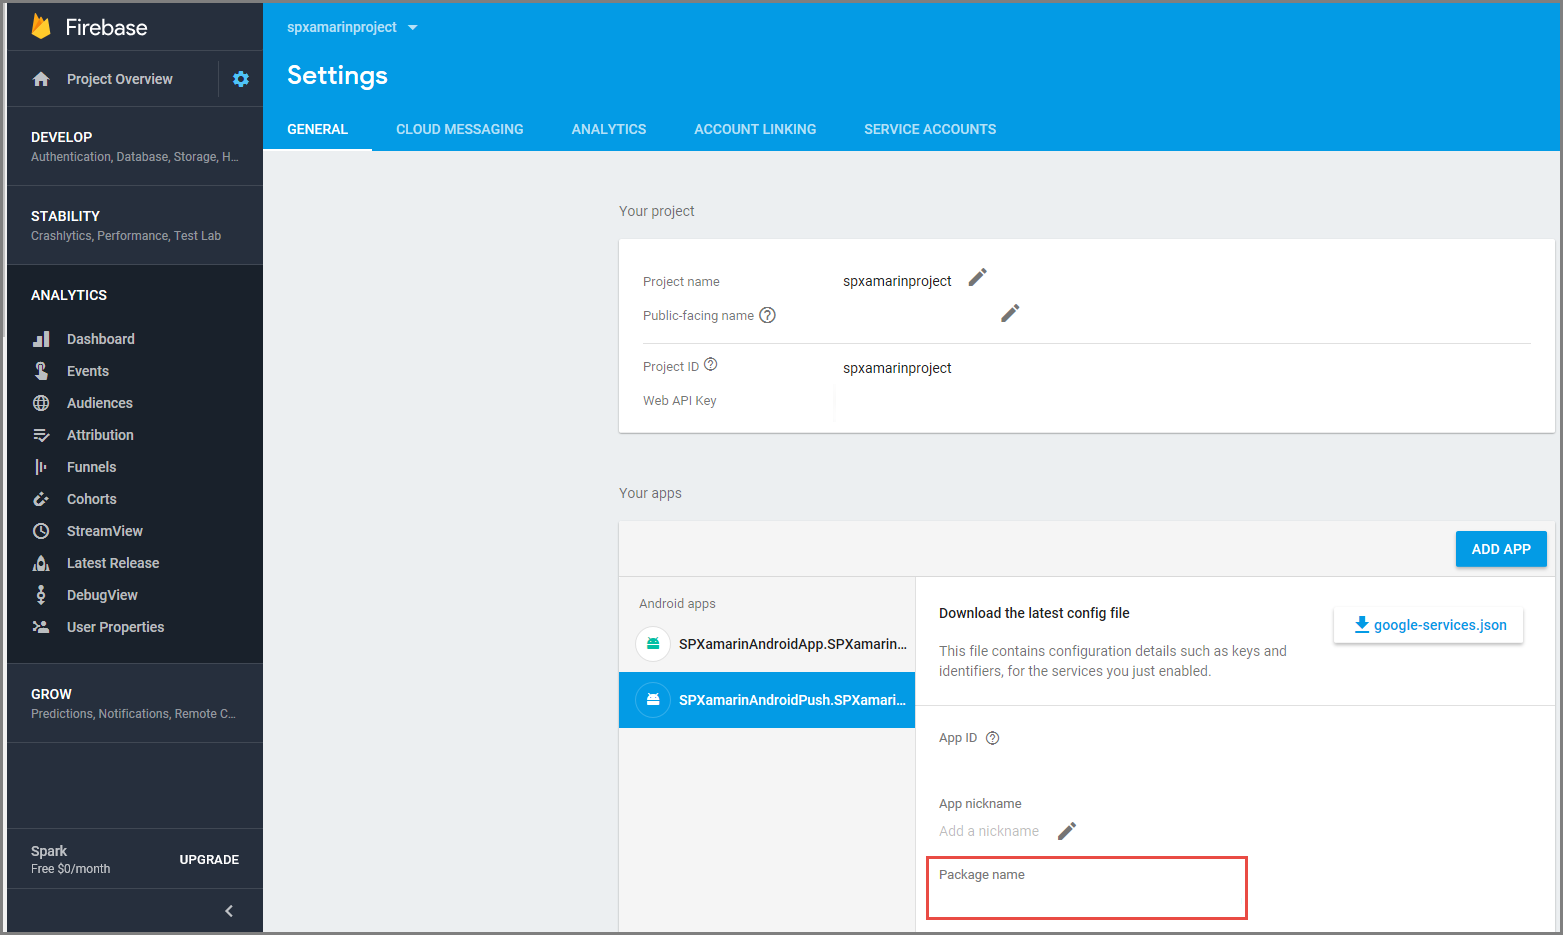 Firebase
Project Overview
DEVELOP
Authentication, Database, Storage, H...
STABILITY
Crashlytics, Performance, Test Lab
ANALYTICS
Dashboard
Events
Audiences
Attribution
Funnels
Cohorts
StreamView
Latest Release
DebugView
User Properties
GROW
Predictions, Notifications, Remote C...
Spark
Free $0/month
UPGRADE
spxamarinproject
Settings
GENERAL CLOUD MESSAGING ANALYTICS ACCOUNT LINKING SERVICE ACCOUNTS
Your project
Project name spxamarinproject
Public-facing name ?
Project ID ? spxamarinproject
Web API Key
Your apps
ADD APP
Android apps
SPXamarinAndroidApp.SPXamarin...
SPXamarinAndroidPush.SPXamari...
Download the latest config file
google-services.json
This file contains configuration details such as keys and
identifiers, for the services you just enabled.
App ID ?
App nickname
Add a nickname
Package name